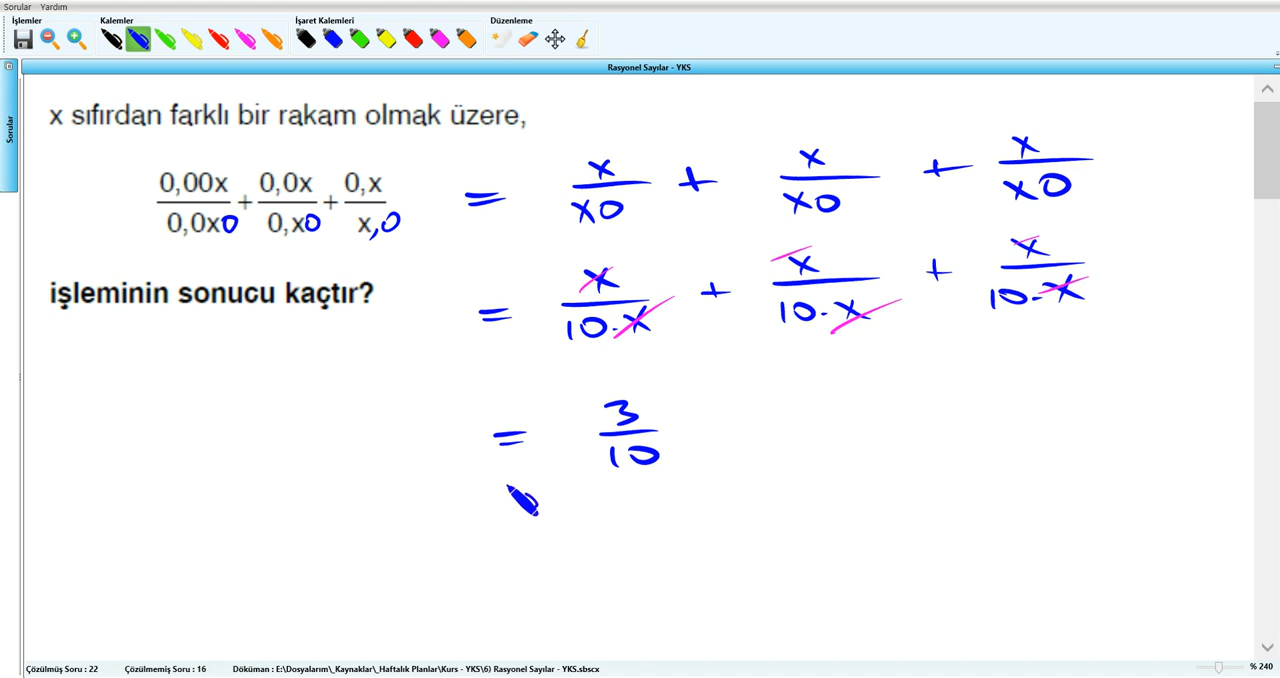 Sorular Yardım
İşlemler Kalemler İşaret Kalemleri Düzenleme
Rasyonel Sayılar - YKS
Sorular
x sıfırdan farklı bir rakam olmak üzere,
0,00x/0,0x0 + 0,0x/0,x0 + 0,x/x,0 = x/x0 + x/x0 + x/x0
= x/10.x + x/10.x + x/10.x
işleminin sonucu kaçtır?
= 3/10
Çözülmüş Soru : 22 Çözülmemiş Soru : 16 Döküman : E:\Dosyalarım\_Kaynaklar\_Haftalık Planlar\Kurs - YKS\6) Rasyonel Sayılar - YKS.sbscx % 240